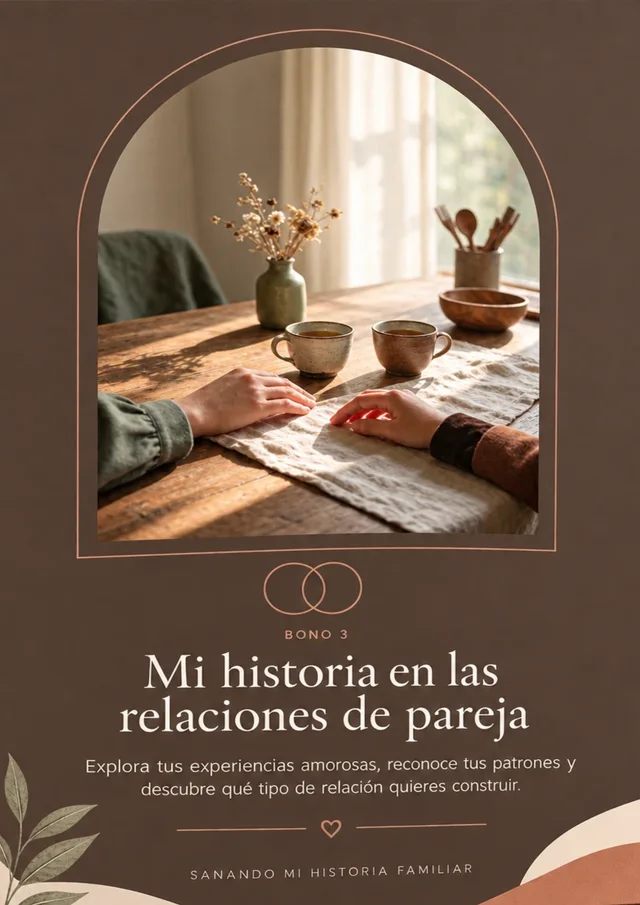 BONO 3
Mi historia en las
relaciones de pareja
Explora tus experiencias amorosas, reconoce tus patrones y
descubre qué tipo de relación quieres construir.
SANANDO MI HISTORIA FAMILIAR